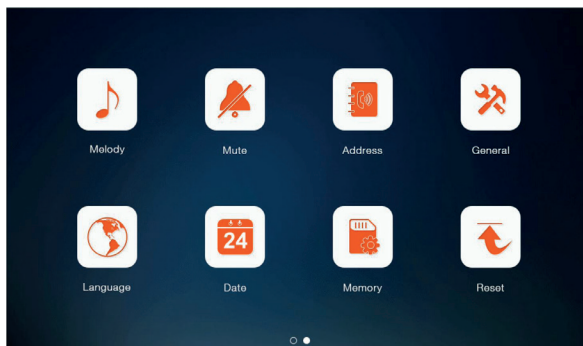 Melody
Mute
Address
General
24
Language
Date
Memory
Reset